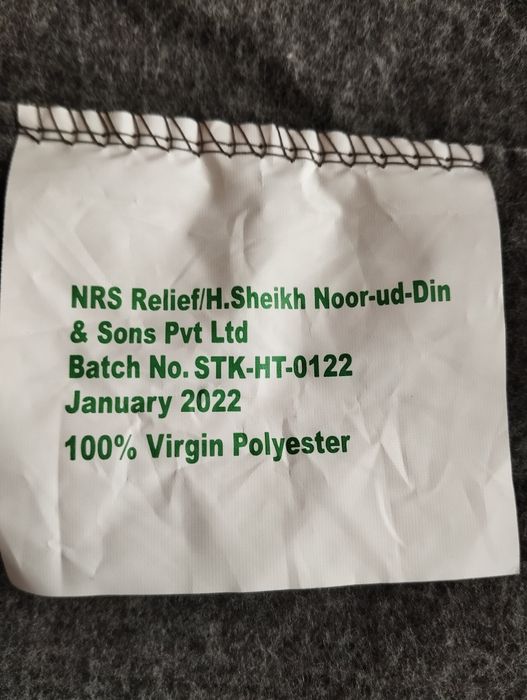 NRS Relief/H.Sheikh Noor-ud-Din
& Sons Pvt Ltd
Batch No. STK-HT-0122
January 2022
100% Virgin Polyester